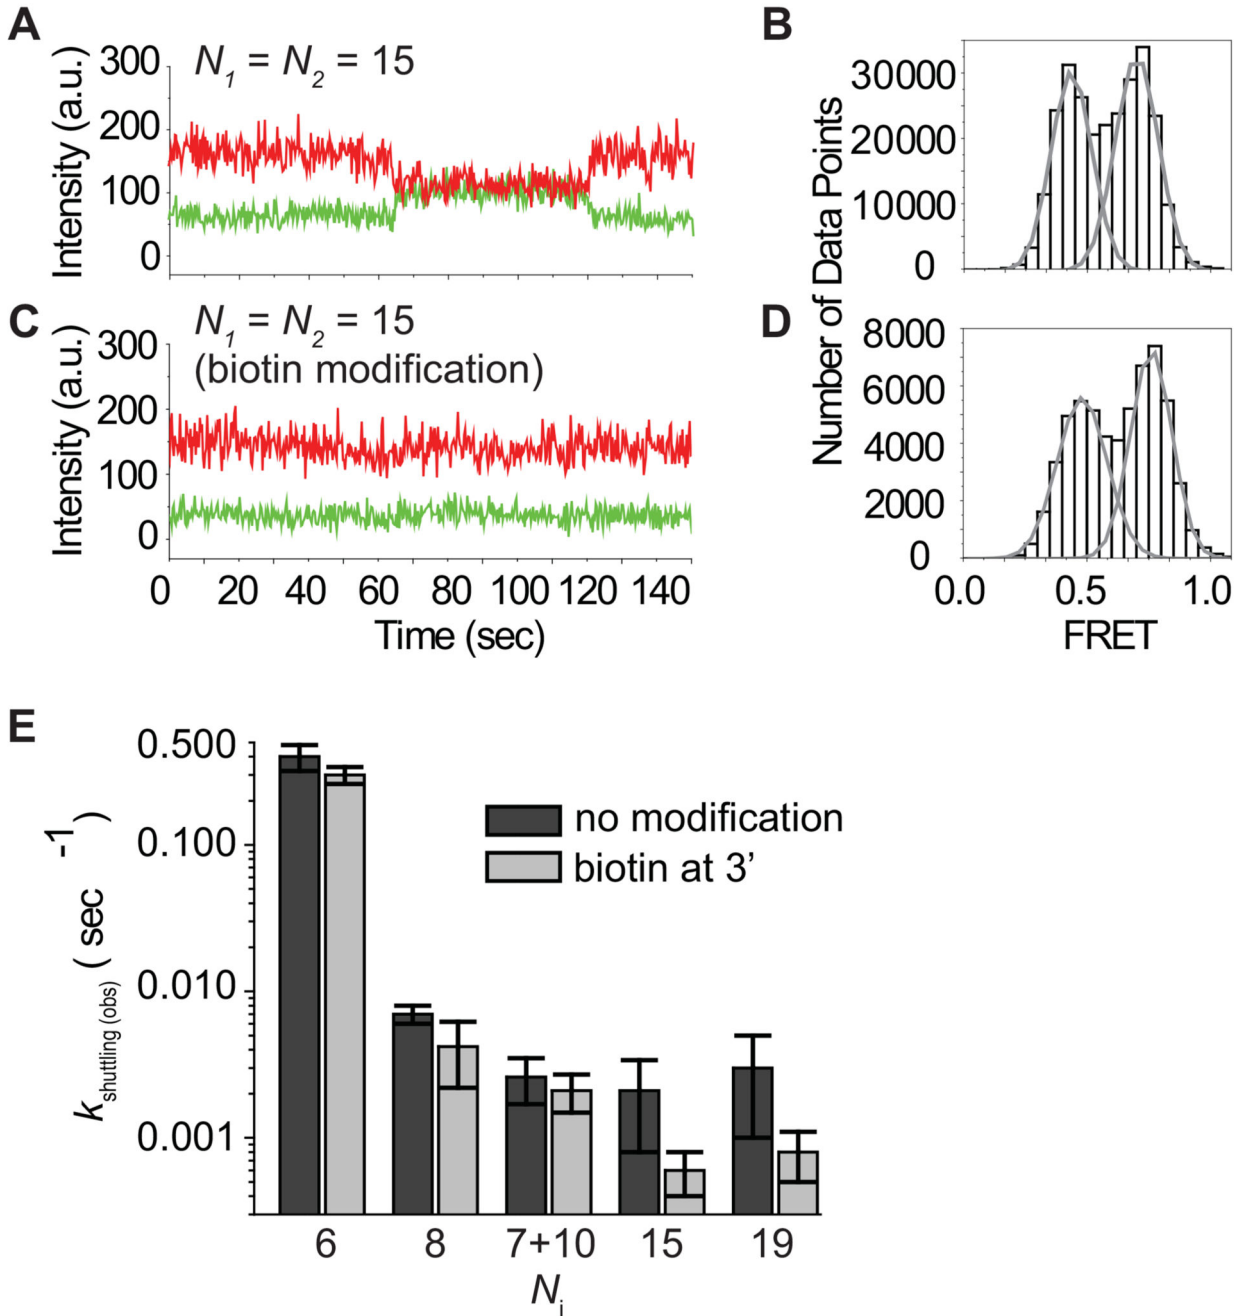 A
N1 = N2 = 15
Intensity (a.u.)
300
200
100
0
B
Number of Data Points
30000
20000
10000
0
C
N1 = N2 = 15
(biotin modification)
Intensity (a.u.)
300
200
100
0
0 20 40 60 80 100 120 140
Time (sec)
D
8000
6000
4000
2000
0
0.0 0.5 1.0
FRET
E
kshuttling (obs) ( sec -1 )
0.500
0.100
0.010
0.001
no modification
biotin at 3’
6 8 7+10 15 19
Ni